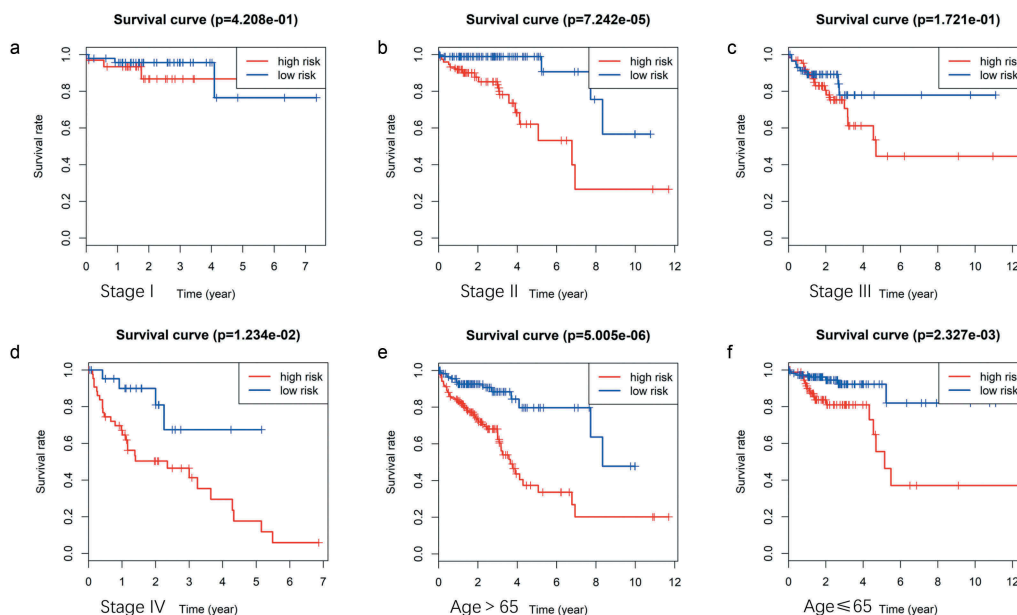 Survival curve (p=4.208e-01)
a
high risk
low risk
Survival rate
0.0 0.2 0.4 0.6 0.8 1.0
0 1 2 3 4 5 6 7
Stage I Time (year)
Survival curve (p=7.242e-05)
b
high risk
low risk
Survival rate
0.0 0.2 0.4 0.6 0.8 1.0
0 2 4 6 8 10 12
Stage II Time (year)
Survival curve (p=1.721e-01)
c
high risk
low risk
Survival rate
0.0 0.2 0.4 0.6 0.8 1.0
0 2 4 6 8 10 12
Stage III Time (year)
Survival curve (p=1.234e-02)
d
high risk
low risk
Survival rate
0.0 0.2 0.4 0.6 0.8 1.0
0 1 2 3 4 5 6 7
Stage IV Time (year)
Survival curve (p=5.005e-06)
e
high risk
low risk
Survival rate
0.0 0.2 0.4 0.6 0.8 1.0
0 2 4 6 8 10 12
Age > 65 Time (year)
Survival curve (p=2.327e-03)
f
high risk
low risk
Survival rate
0.0 0.2 0.4 0.6 0.8 1.0
0 2 4 6 8 10 12
Age≤65 Time (year)